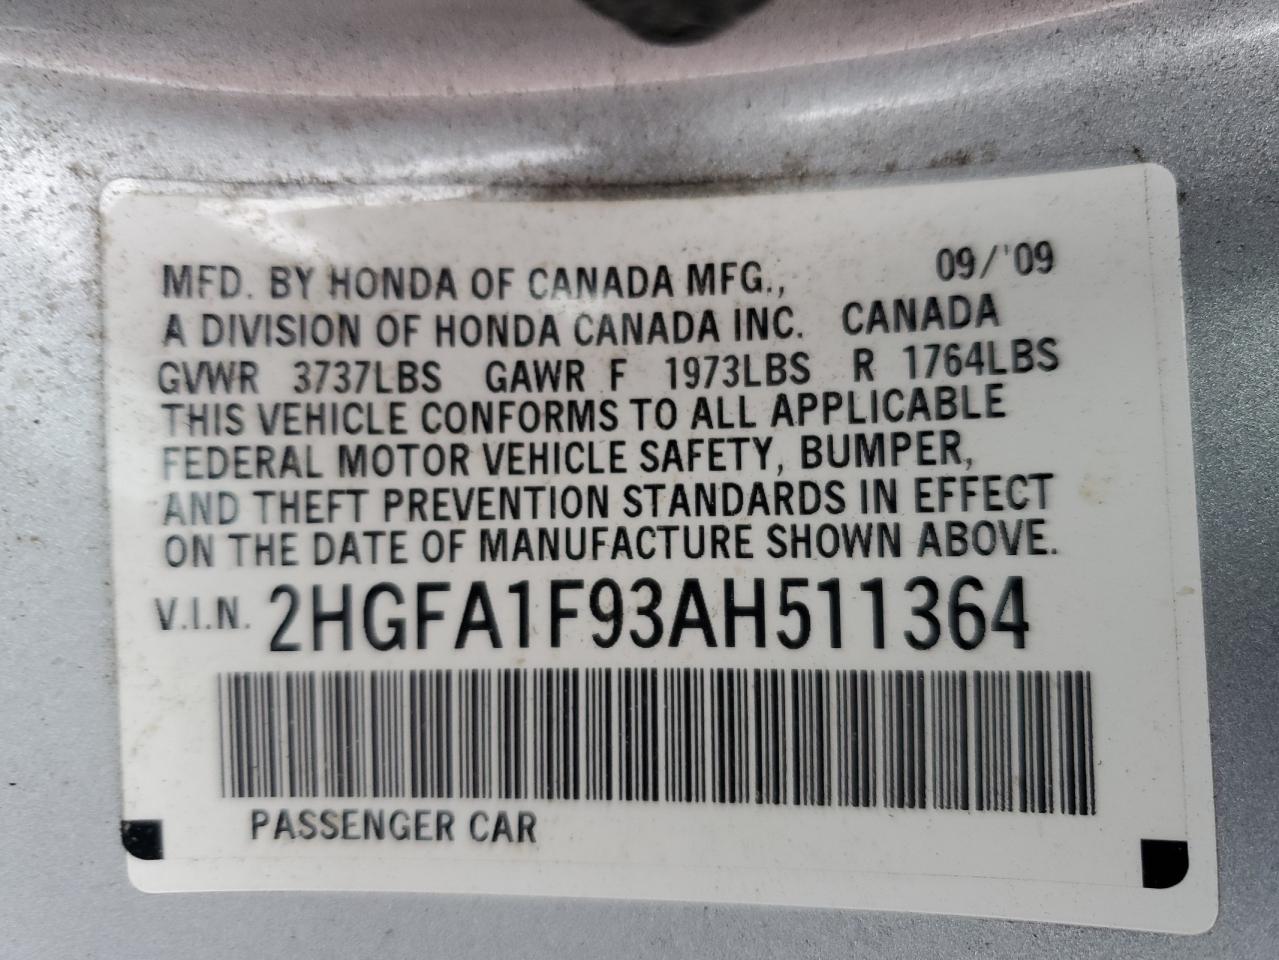 MFD. BY HONDA OF CANADA MFG., 09/'09
A DIVISION OF HONDA CANADA INC. CANADA
GVWR 3737LBS GAWR F 1973LBS R 1764LBS
THIS VEHICLE CONFORMS TO ALL APPLICABLE
FEDERAL MOTOR VEHICLE SAFETY, BUMPER,
AND THEFT PREVENTION STANDARDS IN EFFECT
ON THE DATE OF MANUFACTURE SHOWN ABOVE.
V.I.N. 2HGFA1F93AH511364
PASSENGER CAR